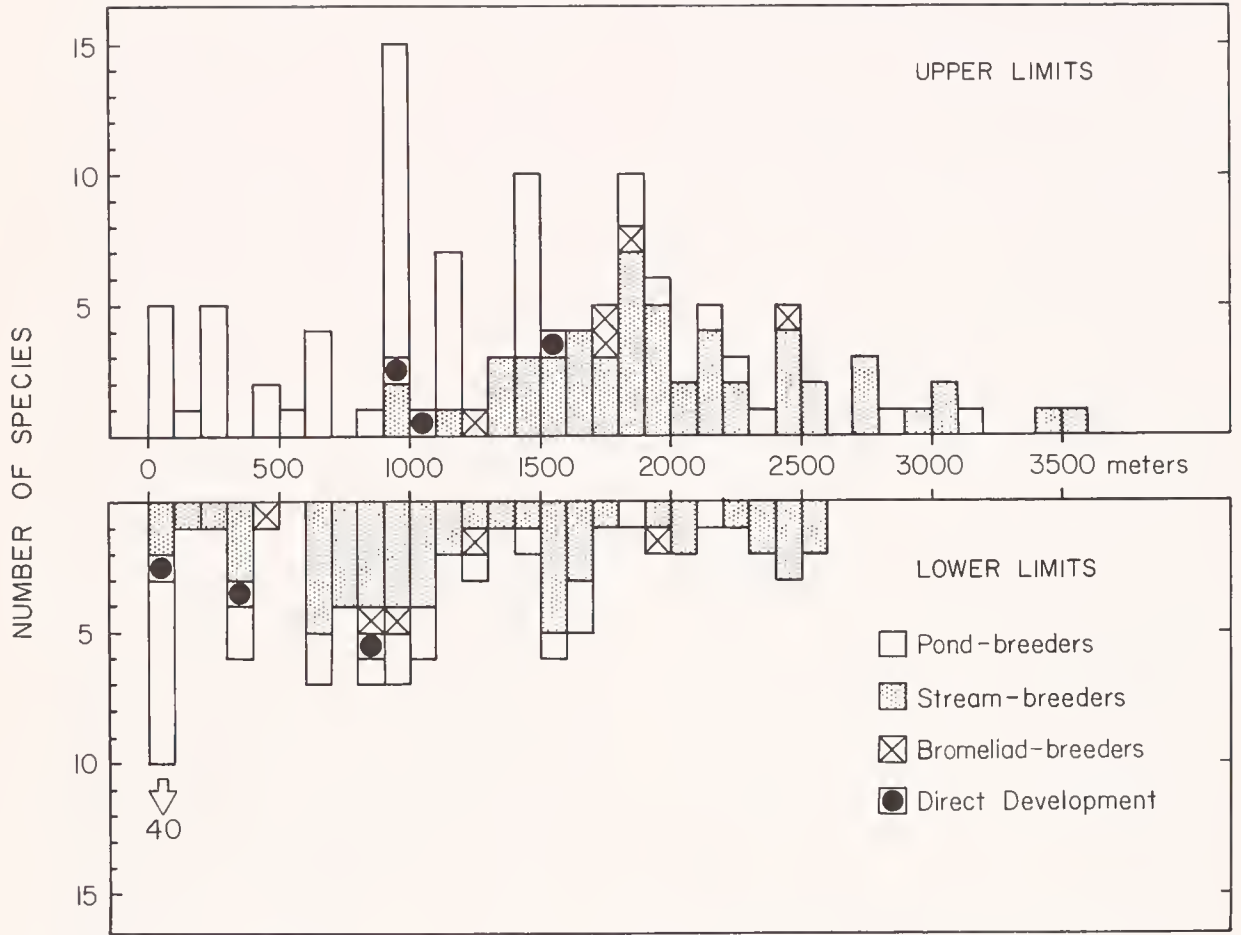 NUMBER OF SPECIES
15
10
5
UPPER LIMITS
0 500 1000 1500 2000 2500 3000 3500 meters
5
10
15
40
LOWER LIMITS
Pond-breeders
Stream-breeders
Bromeliad-breeders
Direct Development